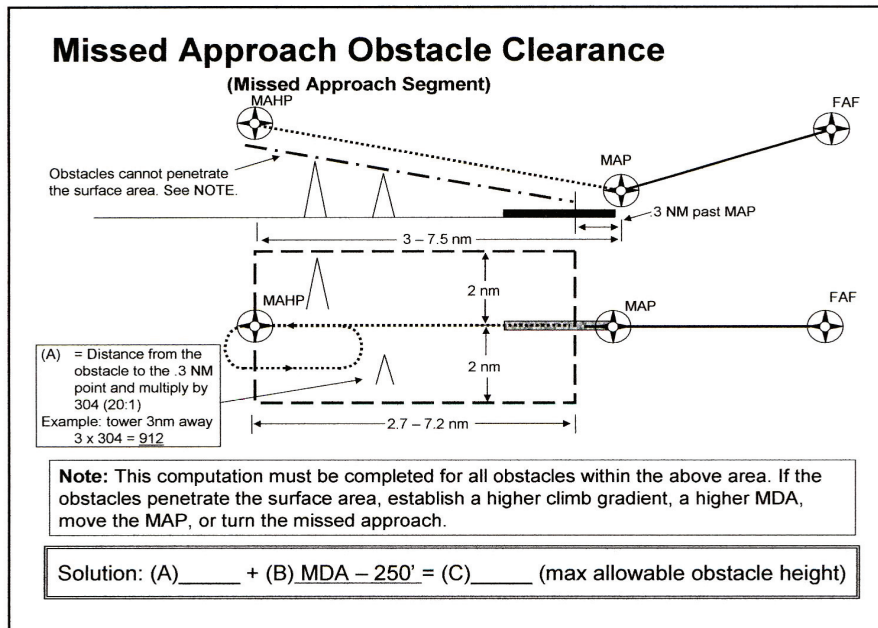 Missed Approach Obstacle Clearance
(Missed Approach Segment)
MAHP
FAF
MAP
Obstacles cannot penetrate
the surface area. See NOTE.
.3 NM past MAP
3 – 7.5 nm
2 nm
MAHP
MAP
FAF
(A) = Distance from the
obstacle to the .3 NM
point and multiply by
304 (20:1)
Example: tower 3nm away
3 x 304 = 912
2 nm
2.7 – 7.2 nm
Note: This computation must be completed for all obstacles within the above area. If the
obstacles penetrate the surface area, establish a higher climb gradient, a higher MDA,
move the MAP, or turn the missed approach.
Solution: (A)_____ + (B) MDA – 250' = (C)_____ (max allowable obstacle height)